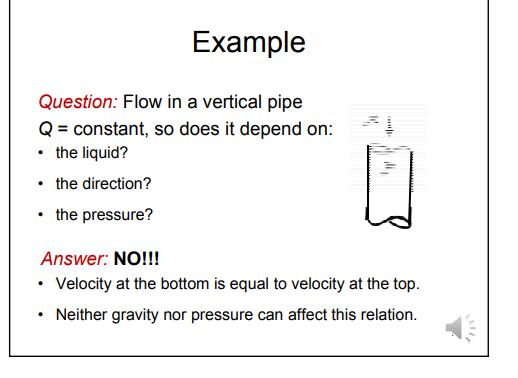 Example
Question: Flow in a vertical pipe
Q = constant, so does it depend on:
• the liquid?
• the direction?
• the pressure?
Answer: NO!!!
• Velocity at the bottom is equal to velocity at the top.
• Neither gravity nor pressure can affect this relation.